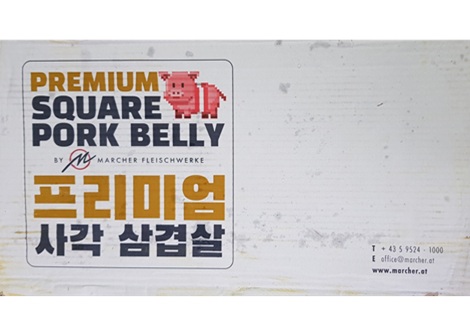 PREMIUM
SQUARE
PORK BELLY
BY M MARCHER FLEISCHWERKE
프리미엄
사각 삼겹살
T + 43 5 9524 - 1000
E office@marcher.at
www.marcher.at